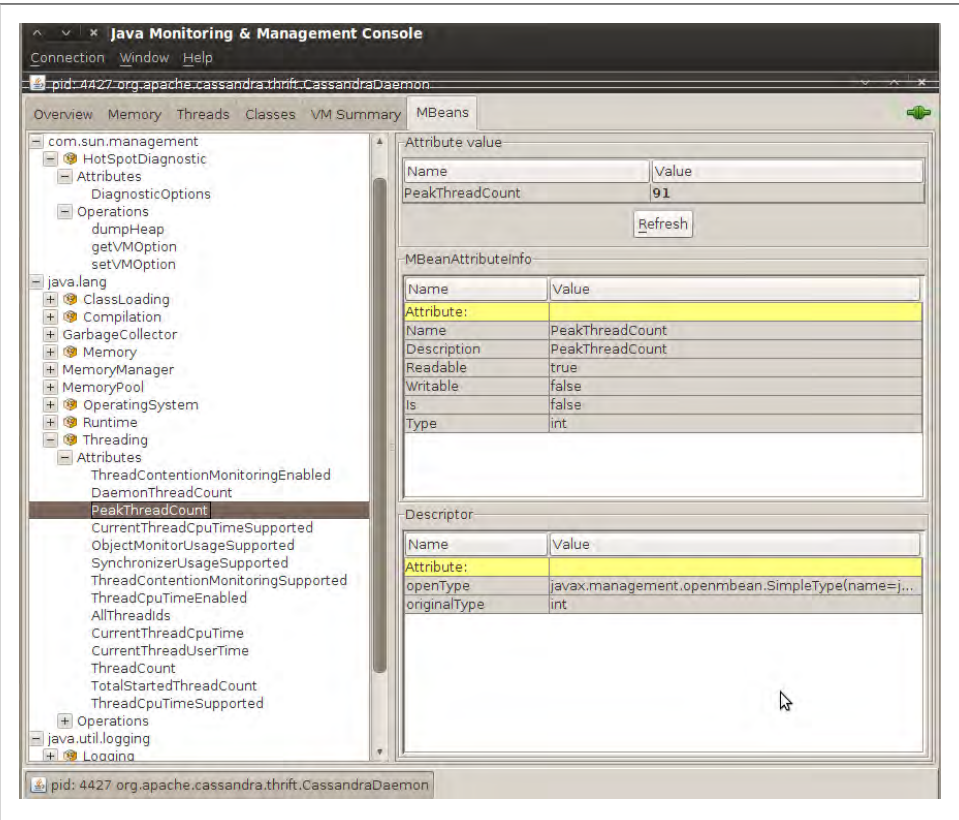 Java Monitoring & Management Console
Connection Window Help
pid: 4427 org.apache.cassandra.thrift.CassandraDaemon
Overview Memory Threads Classes VM Summary MBeans
com.sun.management
HotSpotDiagnostic
Attributes
DiagnosticOptions
Operations
dumpHeap
getVMOption
setVMOption
java.lang
ClassLoading
Compilation
GarbageCollector
Memory
MemoryManager
MemoryPool
OperatingSystem
Runtime
Threading
Attributes
ThreadContentionMonitoringEnabled
DaemonThreadCount
PeakThreadCount
CurrentThreadCpuTimeSupported
ObjectMonitorUsageSupported
SynchronizerUsageSupported
ThreadContentionMonitoringSupported
ThreadCpuTimeEnabled
AllThreadIds
CurrentThreadCpuTime
CurrentThreadUserTime
ThreadCount
TotalStartedThreadCount
ThreadCpuTimeSupported
Operations
java.util.logging
Logging
Attribute value
Name Value
PeakThreadCount 91
Refresh
MBeanAttributeInfo
Name Value
Attribute:
Name PeakThreadCount
Description PeakThreadCount
Readable true
Writable false
Is false
Type int
Descriptor
Name Value
Attribute:
openType javax.management.openmbean.SimpleType(name=j...
originalType int
pid: 4427 org.apache.cassandra.thrift.CassandraDaemon